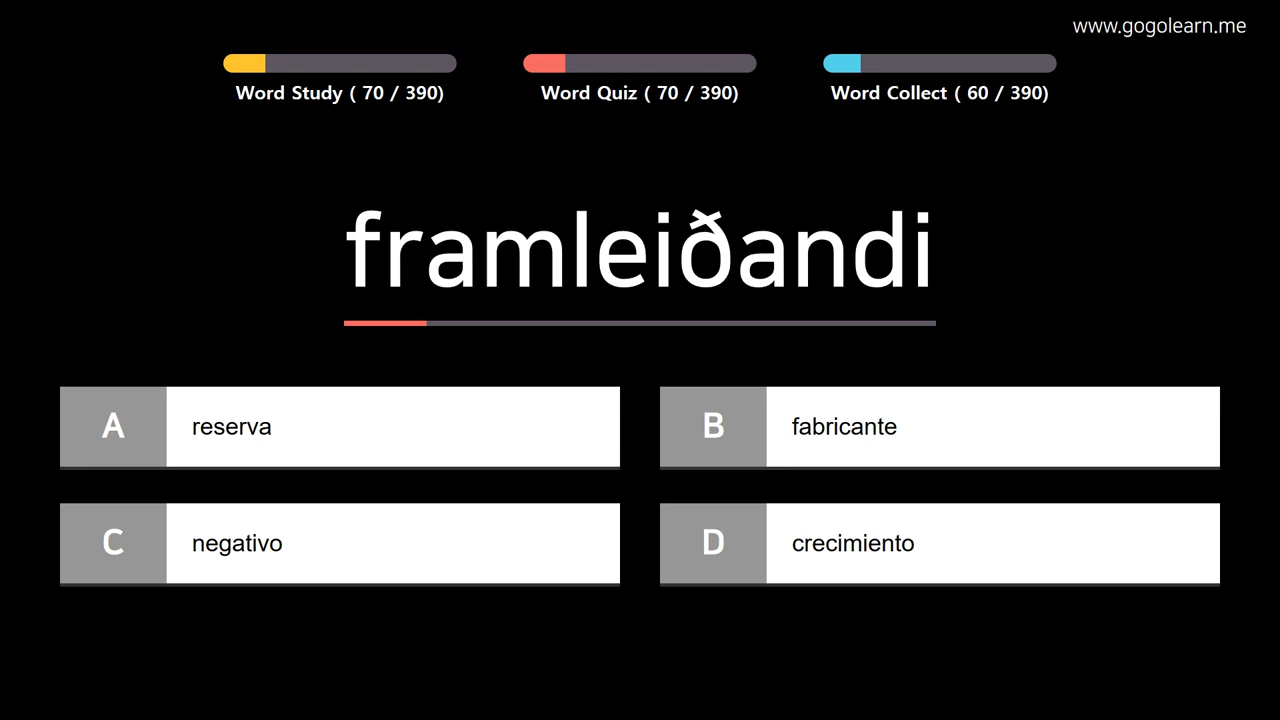 www.gogolearn.me
Word Study ( 70 / 390)
Word Quiz ( 70 / 390)
Word Collect ( 60 / 390)
framleiðandi
A reserva
B fabricante
C negativo
D crecimiento